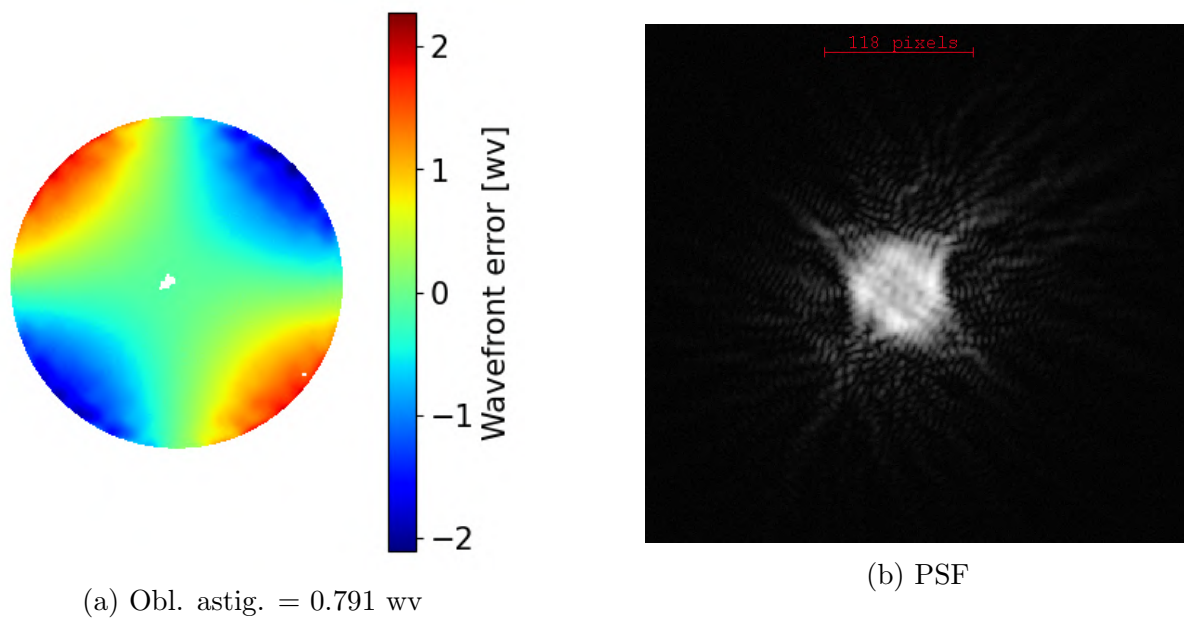 2
1
0
−1
−2
Wavefront error [wv]
118 pixels
(a) Obl. astig. = 0.791 wv
(b) PSF